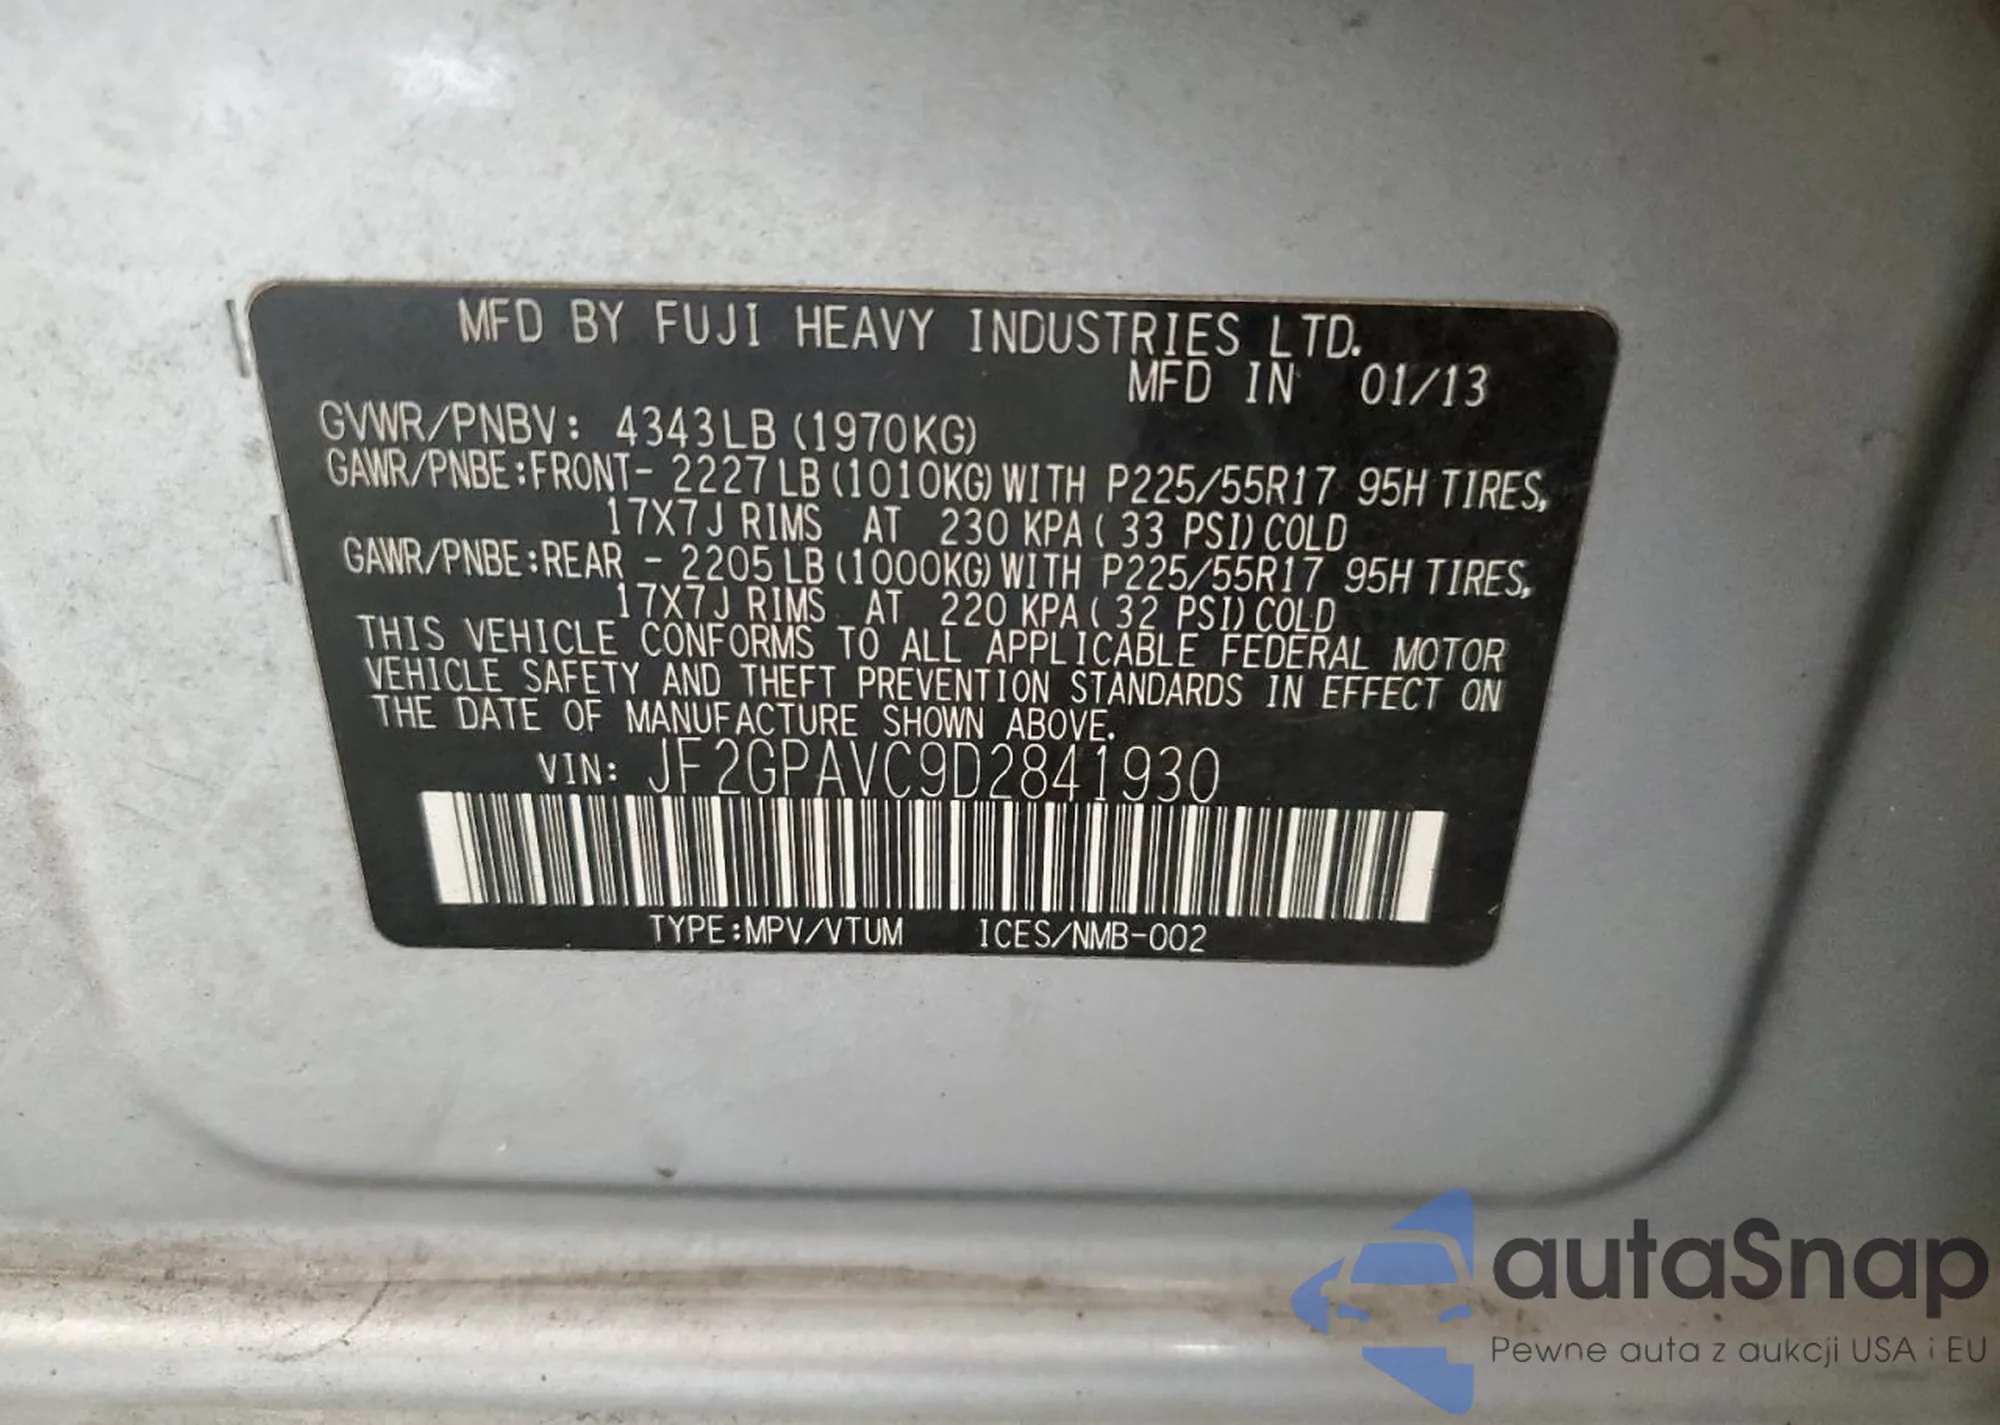 MFD BY FUJI HEAVY INDUSTRIES LTD.
MFD IN 01/13
GVWR/PNBV: 4343LB (1970KG)
GAWR/PNBE:FRONT- 2227LB (1010KG) WITH P225/55R17 95H TIRES,
17X7J RIMS AT 230 KPA ( 33 PSI) COLD
GAWR/PNBE:REAR - 2205LB (1000KG) WITH P225/55R17 95H TIRES,
17X7J RIMS AT 220 KPA ( 32 PSI) COLD
THIS VEHICLE CONFORMS TO ALL APPLICABLE FEDERAL MOTOR
VEHICLE SAFETY AND THEFT PREVENTION STANDARDS IN EFFECT ON
THE DATE OF MANUFACTURE SHOWN ABOVE.
VIN: JF2GPAVC9D2841930
TYPE:MPV/VTUM ICES/NMB-002
autaSnap
Pewne auta z aukcji USA i EU